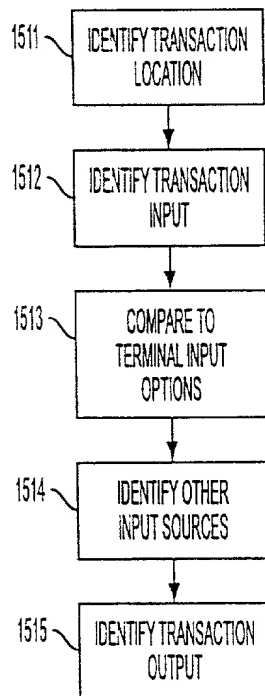 1511
IDENTIFY TRANSACTION
LOCATION
1512
IDENTIFY TRANSACTION
INPUT
1513
COMPARE TO
TERMINAL INPUT
OPTIONS
1514
IDENTIFY OTHER
INPUT SOURCES
1515
IDENTIFY TRANSACTION
OUTPUT